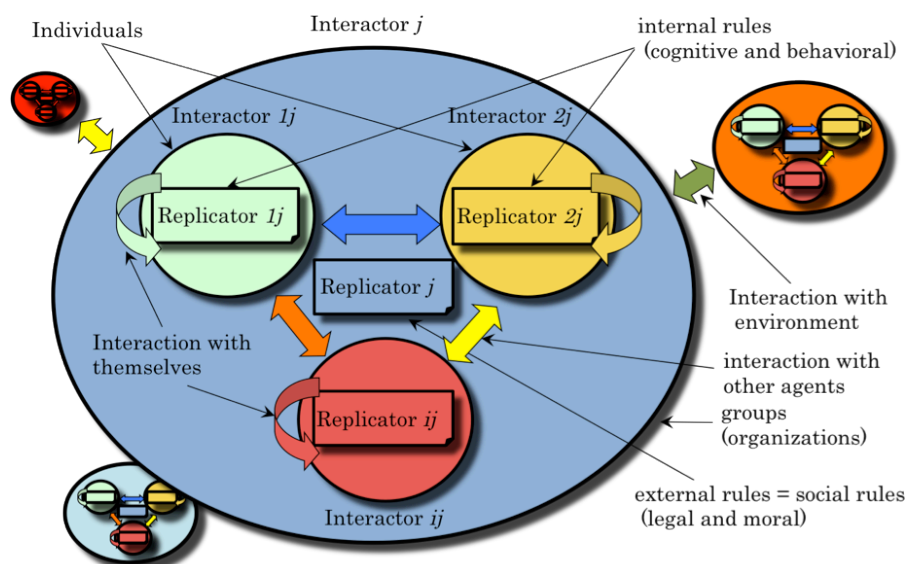 Individuals
Interactor j
internal rules
(cognitive and behavioral)
Interactor 1j
Interactor 2j
Replicator 1j
Replicator 2j
Replicator j
Interaction with
environment
Interaction with
themselves
interaction with
other agents
groups
(organizations)
Replicator ij
external rules = social rules
(legal and moral)
Interactor ij